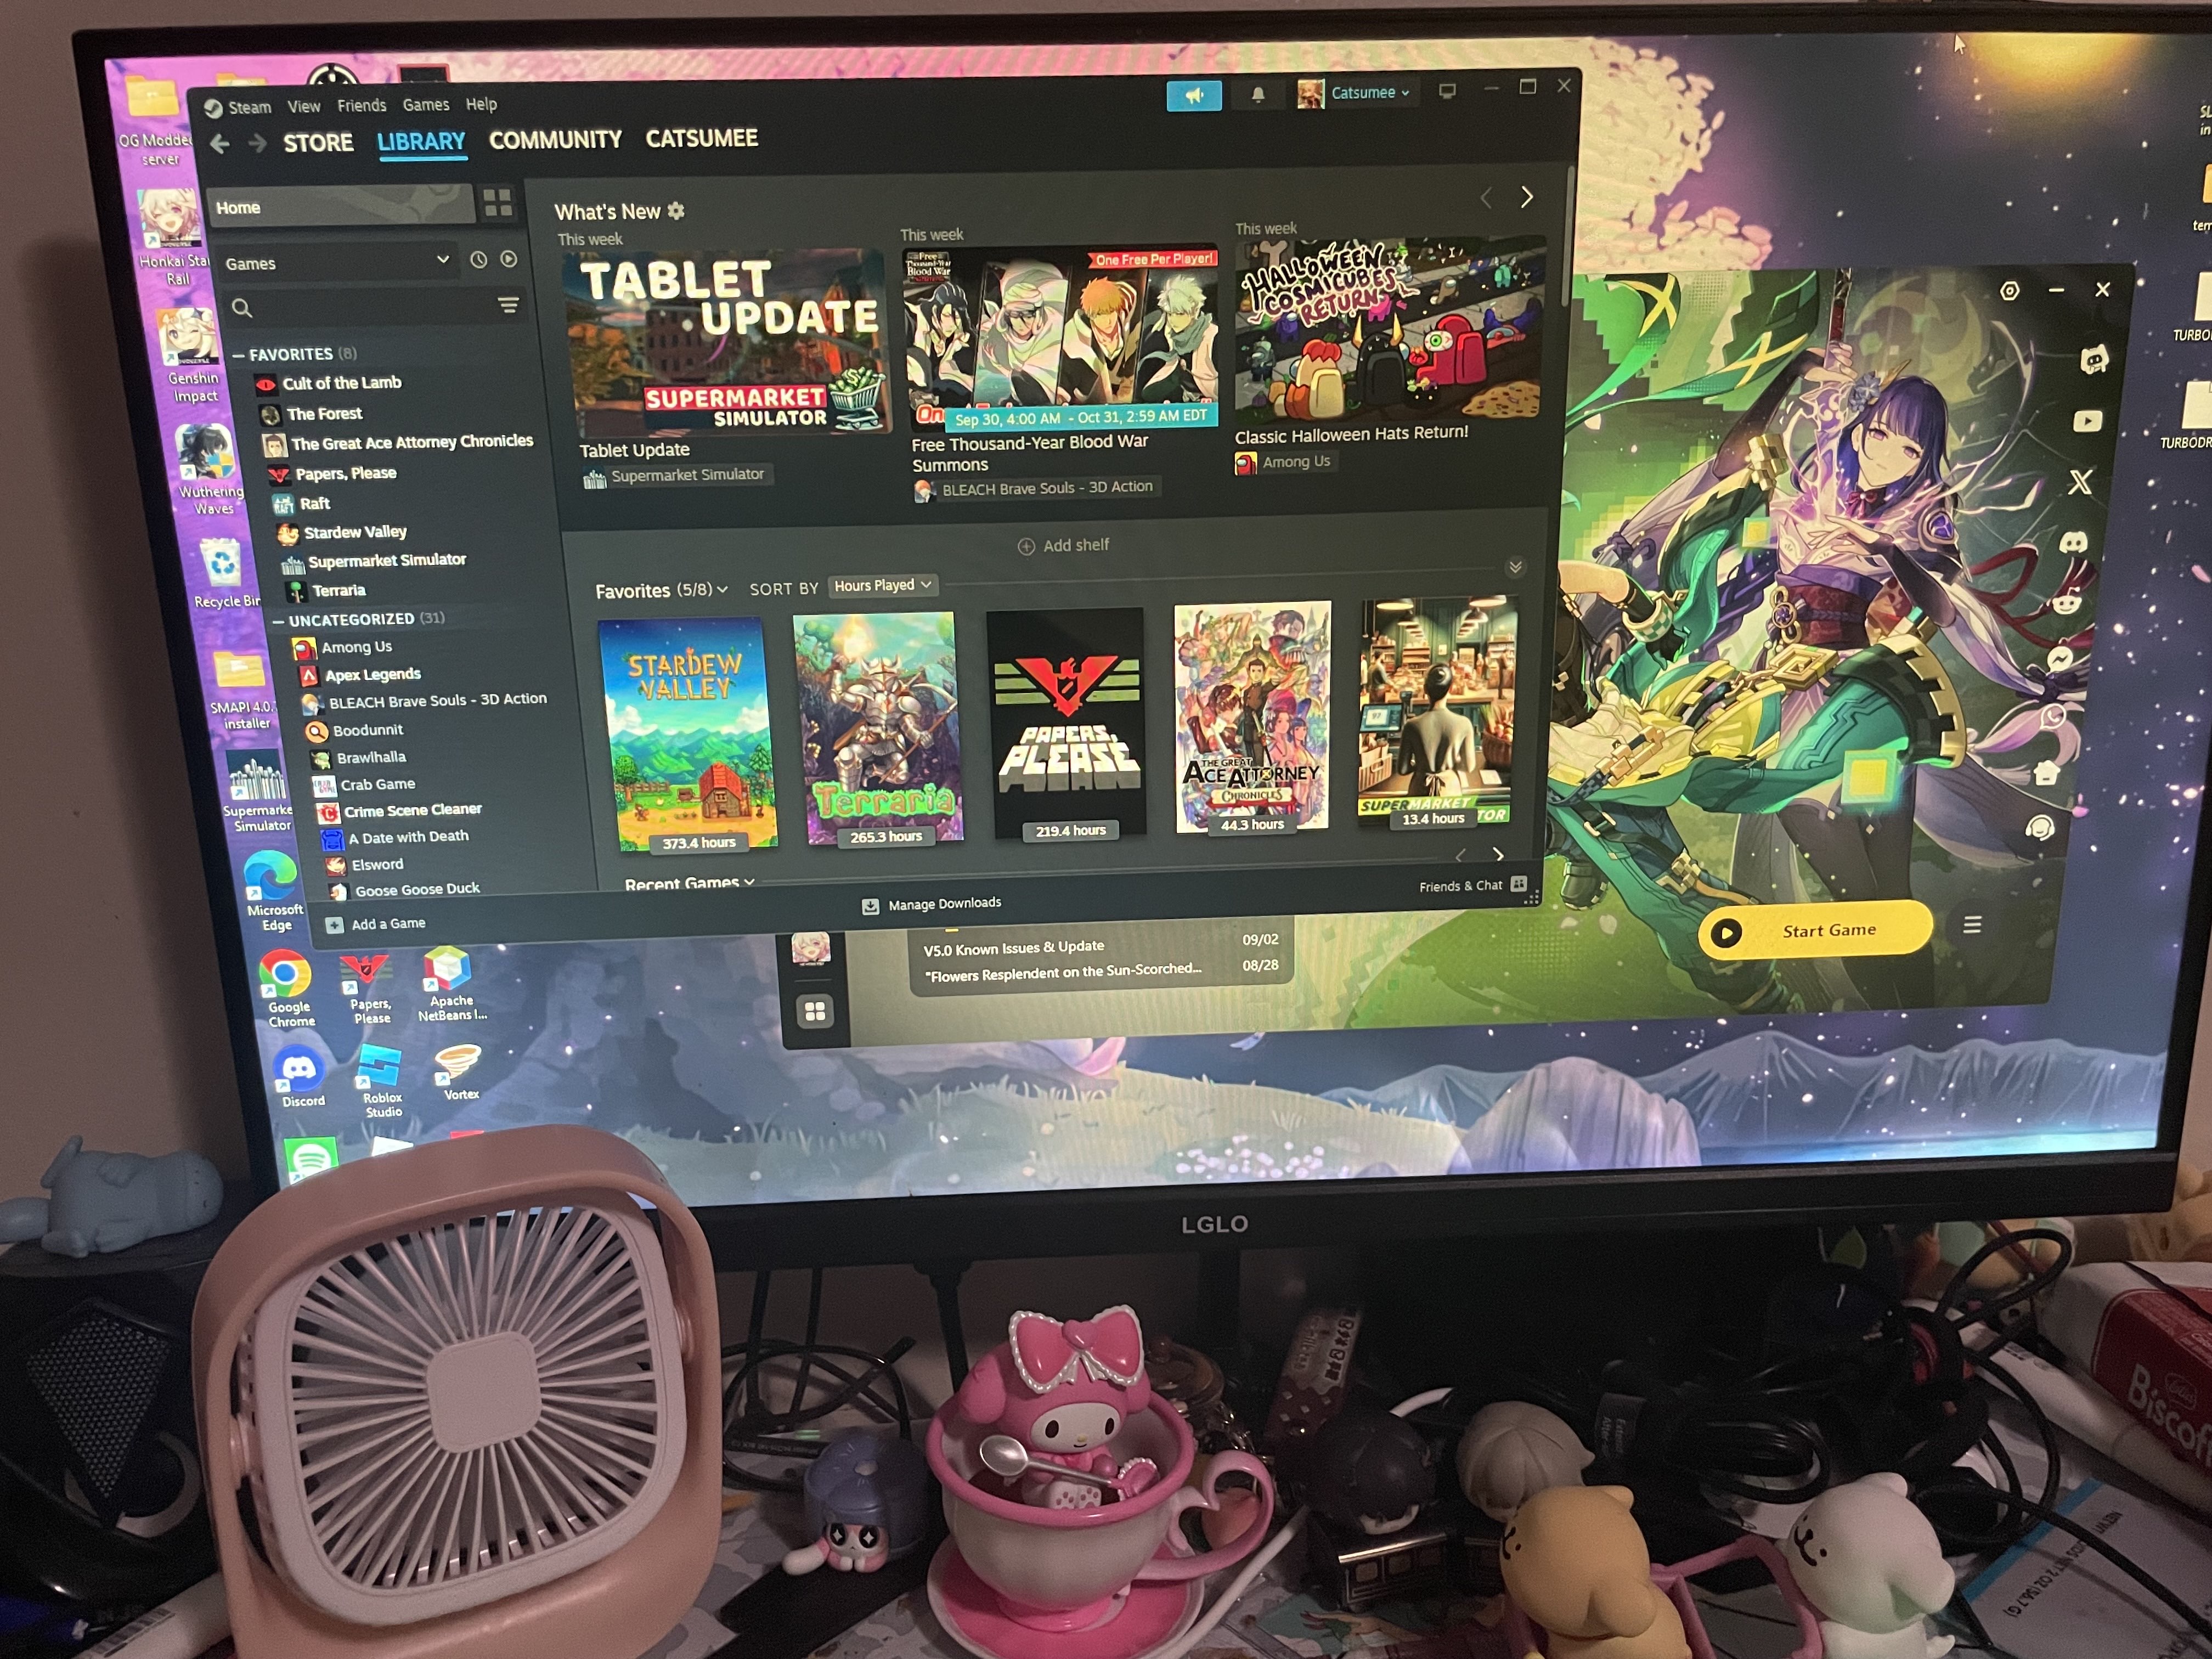 Steam View Friends Games Help
Catsumee
STORE LIBRARY COMMUNITY CATSUMEE
Home
Games
FAVORITES (8)
Cult of the Lamb
The Forest
The Great Ace Attorney Chronicles
Papers, Please
Raft
Stardew Valley
Supermarket Simulator
Terraria
UNCATEGORIZED (31)
Among Us
Apex Legends
BLEACH Brave Souls - 3D Action
Boodunnit
Brawlhalla
Crab Game
Crime Scene Cleaner
A Date with Death
Elsword
Goose Goose Duck
Add a Game
What's New
This week
TABLET
UPDATE
SUPERMARKET
SIMULATOR
Tablet Update
Supermarket Simulator
This week
Free
Thousand-Year
Blood War
One Free Per Player!
Sep 30, 4:00 AM - Oct 31, 2:59 AM EDT
Free Thousand-Year Blood War
Summons
BLEACH Brave Souls - 3D Action
This week
HALLOWEEN
COSMICUBES
RETURNS
Classic Halloween Hats Return!
Among Us
Add shelf
Favorites (5/8) SORT BY Hours Played
STARDEW
VALLEY
373.4 hours
Terraria
265.3 hours
PAPERS,
PLEASE
219.4 hours
THE GREAT
ACE ATTORNEY
CHRONICLES
44.3 hours
SUPERMARKET
TOR
13.4 hours
Recent Games
Manage Downloads
Friends & Chat
V5.0 Known Issues & Update 09/02
"Flowers Resplendent on the Sun-Scorched... 08/28
Start Game
server
Honkai Star
Rail
Genshin
Impact
Wuthering
Waves
Recycle Bin
SMAPI 4.0.
installer
Supermarke
Simulator
Microsoft
Edge
Google
Chrome
Papers,
Please
Apache
NetBeans I...
Discord
Roblox
Studio
Vortex
LGLO
Biscoff